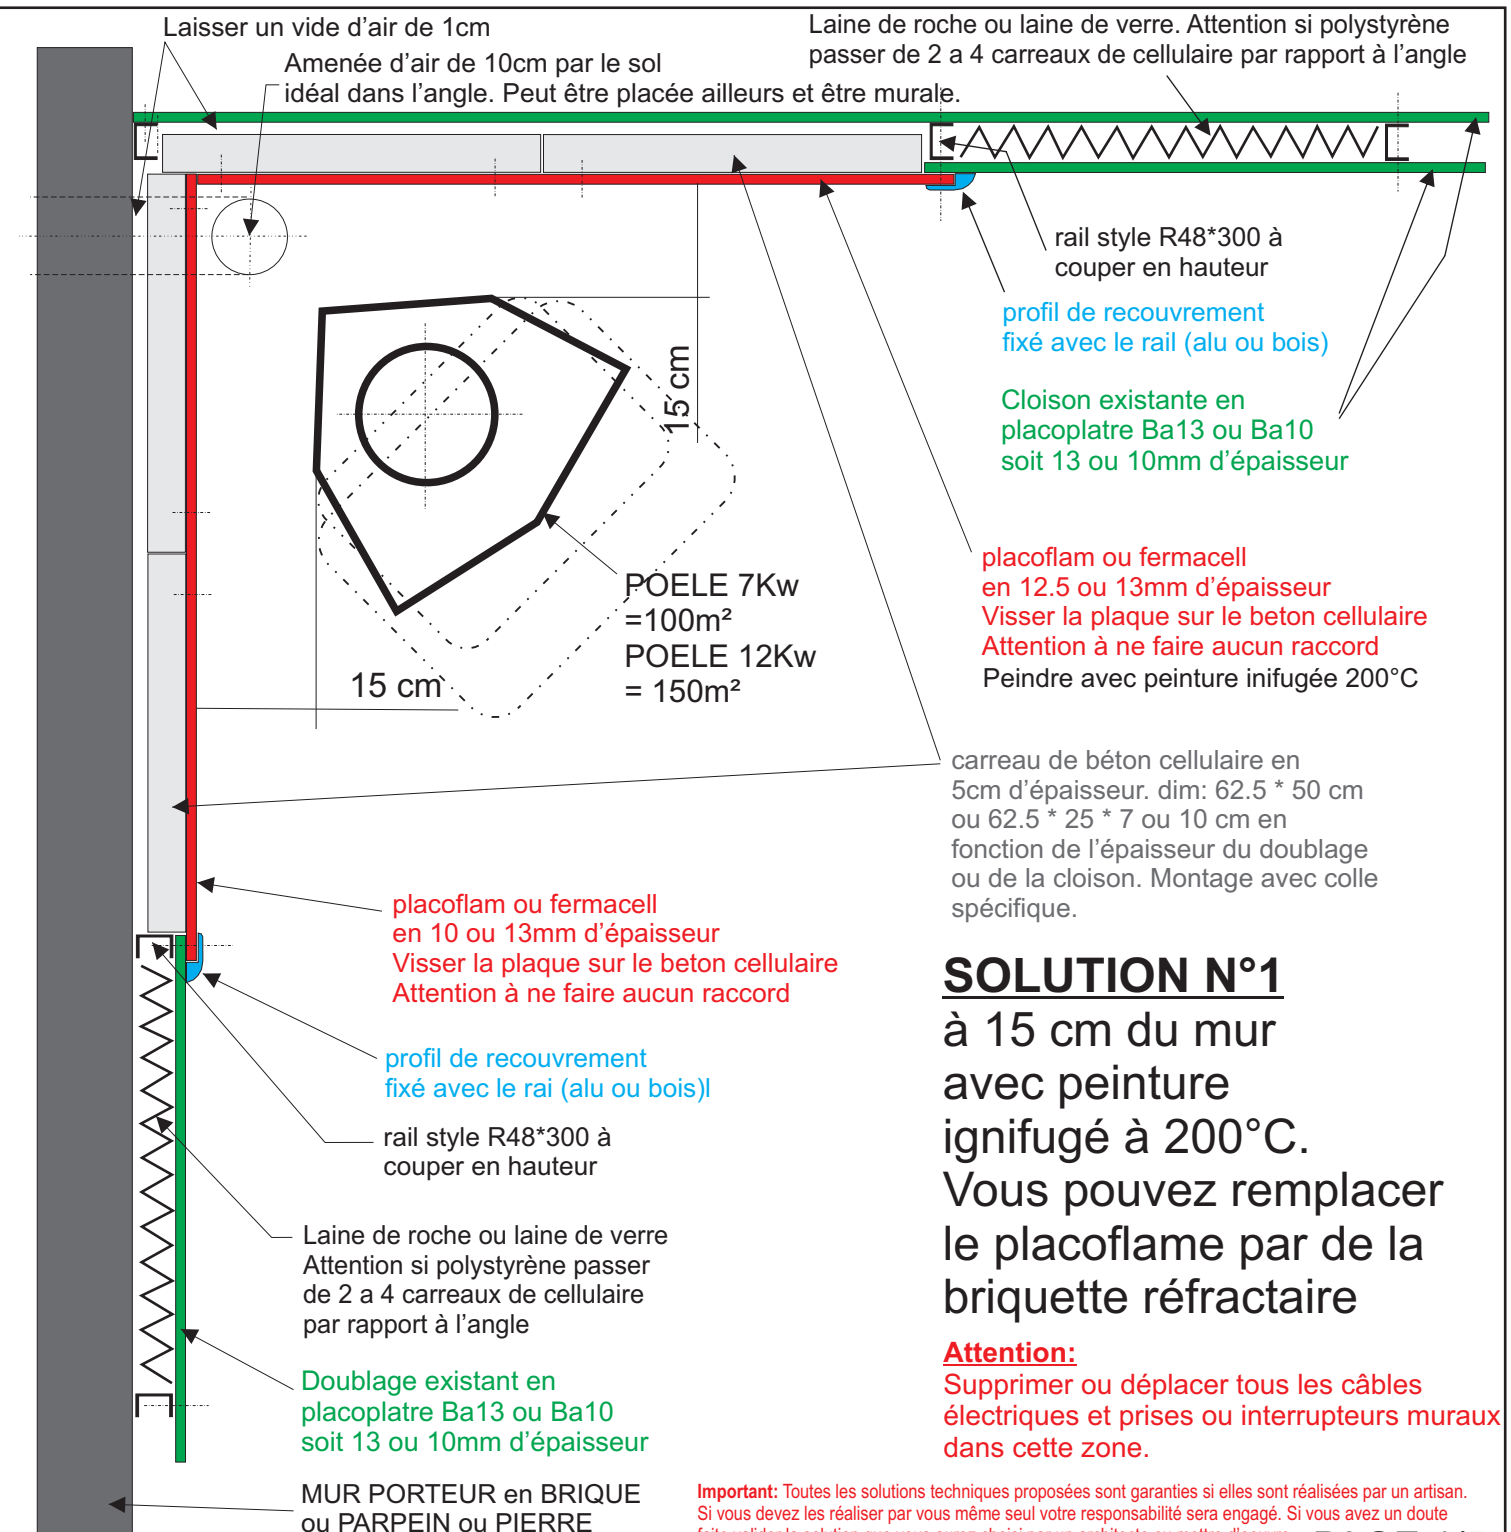 Laisser un vide d'air de 1cm
Amenée d'air de 10cm par le sol
idéal dans l'angle. Peut être placée ailleurs et être murale.
Laine de roche ou laine de verre. Attention si polystyrène
passer de 2 a 4 carreaux de cellulaire par rapport à l'angle
rail style R48*300 à
couper en hauteur
profil de recouvrement
fixé avec le rail (alu ou bois)
Cloison existante en
placoplatre Ba13 ou Ba10
soit 13 ou 10mm d'épaisseur
15 cm
placoflam ou fermacell
en 12.5 ou 13mm d'épaisseur
Visser la plaque sur le beton cellulaire
Attention à ne faire aucun raccord
Peindre avec peinture inifugée 200°C
POELE 7Kw
=100m²
POELE 12Kw
= 150m²
15 cm
carreau de béton cellulaire en
5cm d'épaisseur. dim: 62.5 * 50 cm
ou 62.5 * 25 * 7 ou 10 cm en
fonction de l'épaisseur du doublage
ou de la cloison. Montage avec colle
spécifique.
placoflam ou fermacell
en 10 ou 13mm d'épaisseur
Visser la plaque sur le beton cellulaire
Attention à ne faire aucun raccord
profil de recouvrement
fixé avec le rai (alu ou bois)l
rail style R48*300 à
couper en hauteur
Laine de roche ou laine de verre
Attention si polystyrène passer
de 2 a 4 carreaux de cellulaire
par rapport à l'angle
Doublage existant en
placoplatre Ba13 ou Ba10
soit 13 ou 10mm d'épaisseur
MUR PORTEUR en BRIQUE
ou PARPEIN ou PIERRE
SOLUTION N°1
à 15 cm du mur
avec peinture
ignifugé à 200°C.
Vous pouvez remplacer
le placoflame par de la
briquette réfractaire
Attention:
Supprimer ou déplacer tous les câbles
électriques et prises ou interrupteurs muraux
dans cette zone.
Important: Toutes les solutions techniques proposées sont garanties si elles sont réalisées par un artisan.
Si vous devez les réaliser par vous même seul votre responsabilité sera engagé. Si vous avez un doute